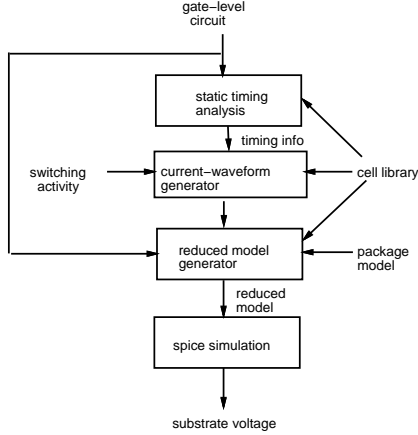 gate-level
circuit
static timing
analysis
timing info
switching
activity
current-waveform
generator
cell library
reduced model
generator
package
model
reduced
model
spice simulation
substrate voltage